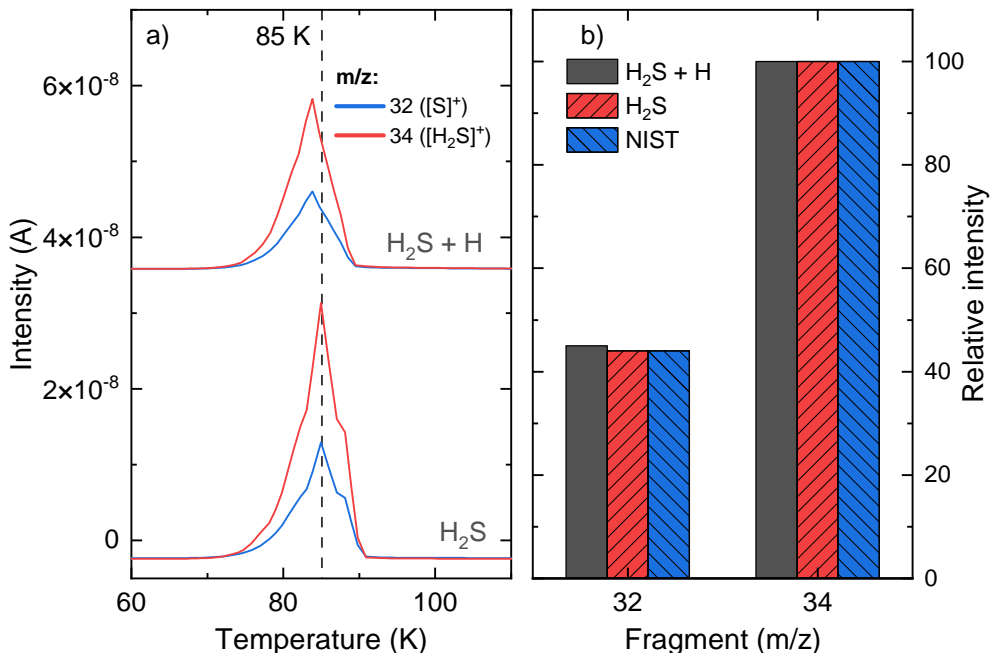 a)
85 K
m/z:
32 ([S]⁺)
34 ([H₂S]⁺)
6×10⁻⁸
4×10⁻⁸
2×10⁻⁸
0
Intensity (A)
H₂S + H
H₂S
60
80
100
Temperature (K)
b)
H₂S + H
H₂S
NIST
100
80
60
40
20
0
Relative intensity
32
34
Fragment (m/z)